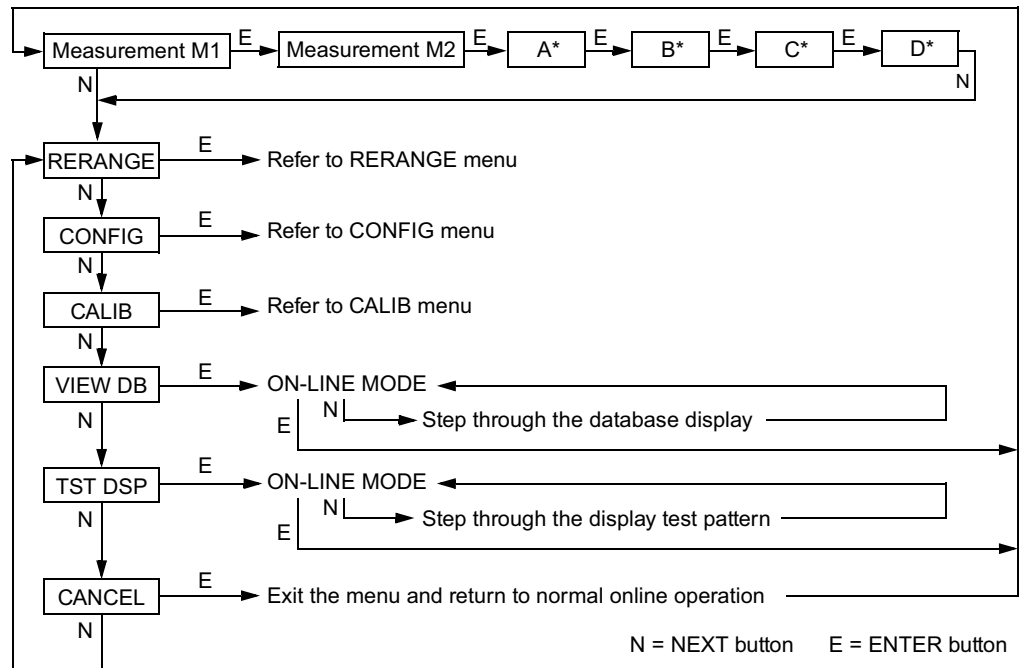 Measurement M1 E Measurement M2 E A* E B* E C* E D*
N N
RERANGE E Refer to RERANGE menu
N
CONFIG E Refer to CONFIG menu
N
CALIB E Refer to CALIB menu
N
VIEW DB E ON-LINE MODE
N E N Step through the database display
TST DSP E ON-LINE MODE
N E N Step through the display test pattern
CANCEL E Exit the menu and return to normal online operation
N
N = NEXT button E = ENTER button